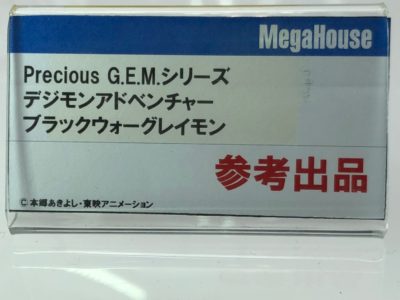 MegaHouse
Precious G.E.M.シリーズ
デジモンアドベンチャー
ブラックウォーグレイモン
参考出品
©本郷あきよし・東映アニメーション